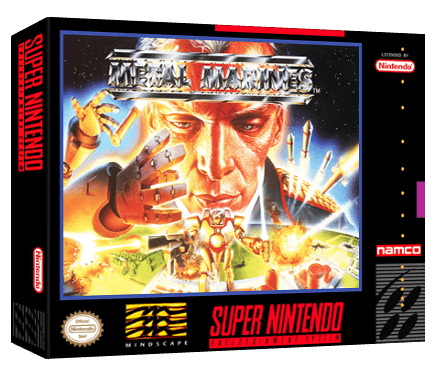 SUPER NINTENDO
ENTERTAINMENT SYSTEM
Nintendo
METAL MARINES
TM
LICENSED BY
Nintendo
namco
Official
Nintendo
Seal
MINDSCAPE
SUPER NINTENDO
ENTERTAINMENT SYSTEM